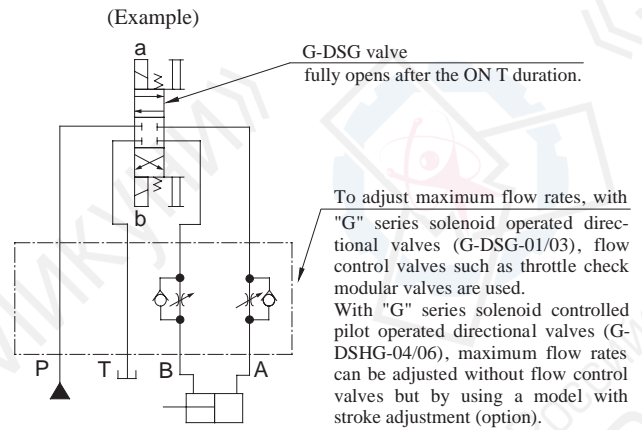 (Example)
a
G-DSG valve
fully opens after the ON T duration.
b
To adjust maximum flow rates, with
"G" series solenoid operated direc-
tional valves (G-DSG-01/03), flow
control valves such as throttle check
modular valves are used.
With "G" series solenoid controlled
pilot operated directional valves (G-
DSHG-04/06), maximum flow rates
can be adjusted without flow control
valves but by using a model with
stroke adjustment (option).
P T B A